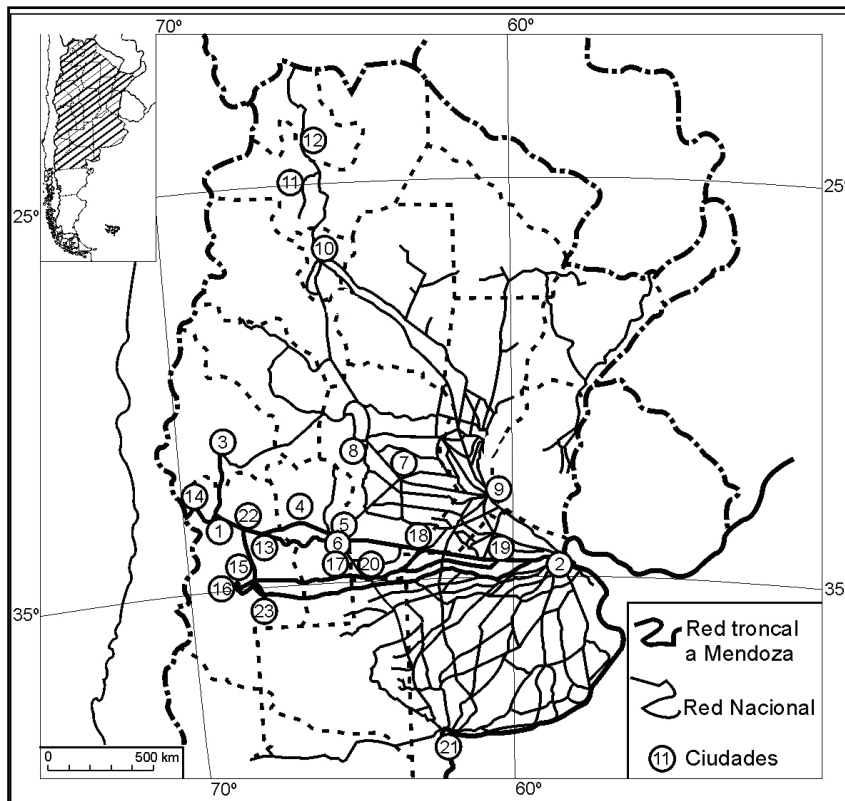 70º
60º
25º
25º
12
11
10
3
8
7
14
9
4
22
5
1
6
18
13
19
15
17
20
2
16
23
35º
35º
21
Red troncal
a Mendoza
Red Nacional
11 Ciudades
0 500 km
70º
60º